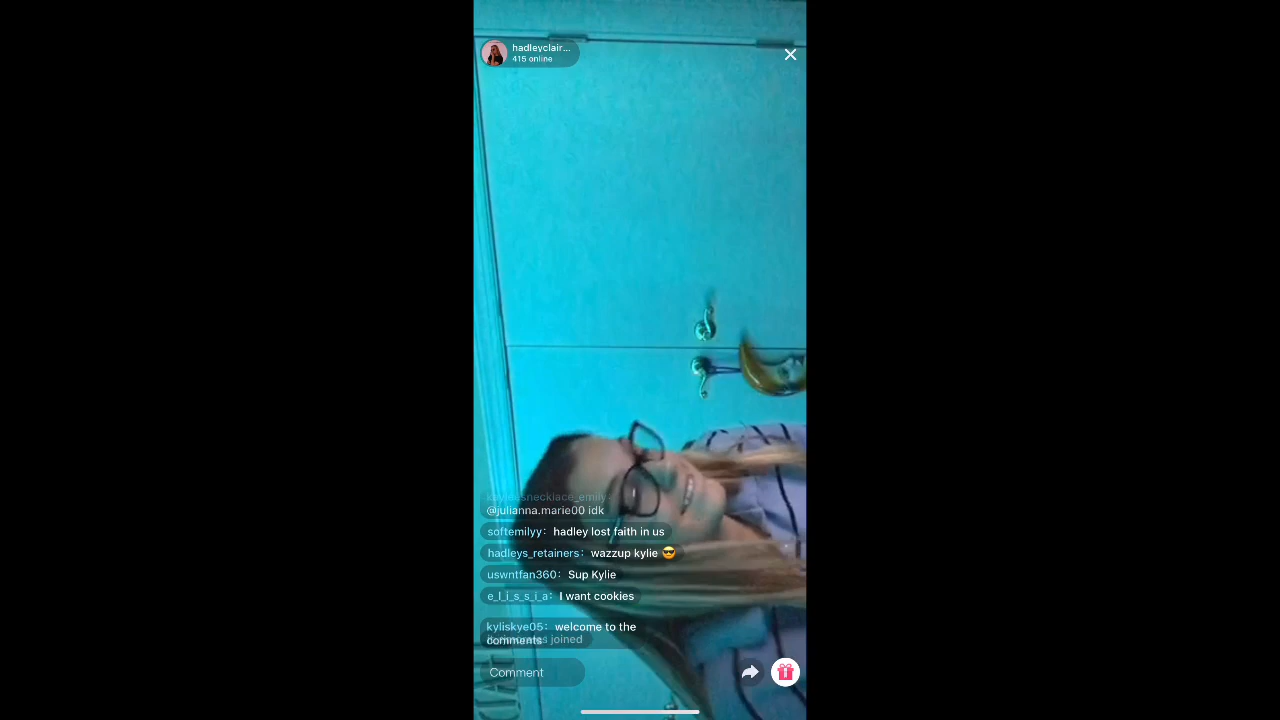 hadleyclair...
415 online
@julianna.marie00 idk
softemilyy: hadley lost faith in us
hadleys_retainers: wazzup kylie 😎
uswntfan360: Sup Kylie
e_l_i_s_s_i_a: I want cookies
kyliskye05: welcome to the
comments
joined
Comment